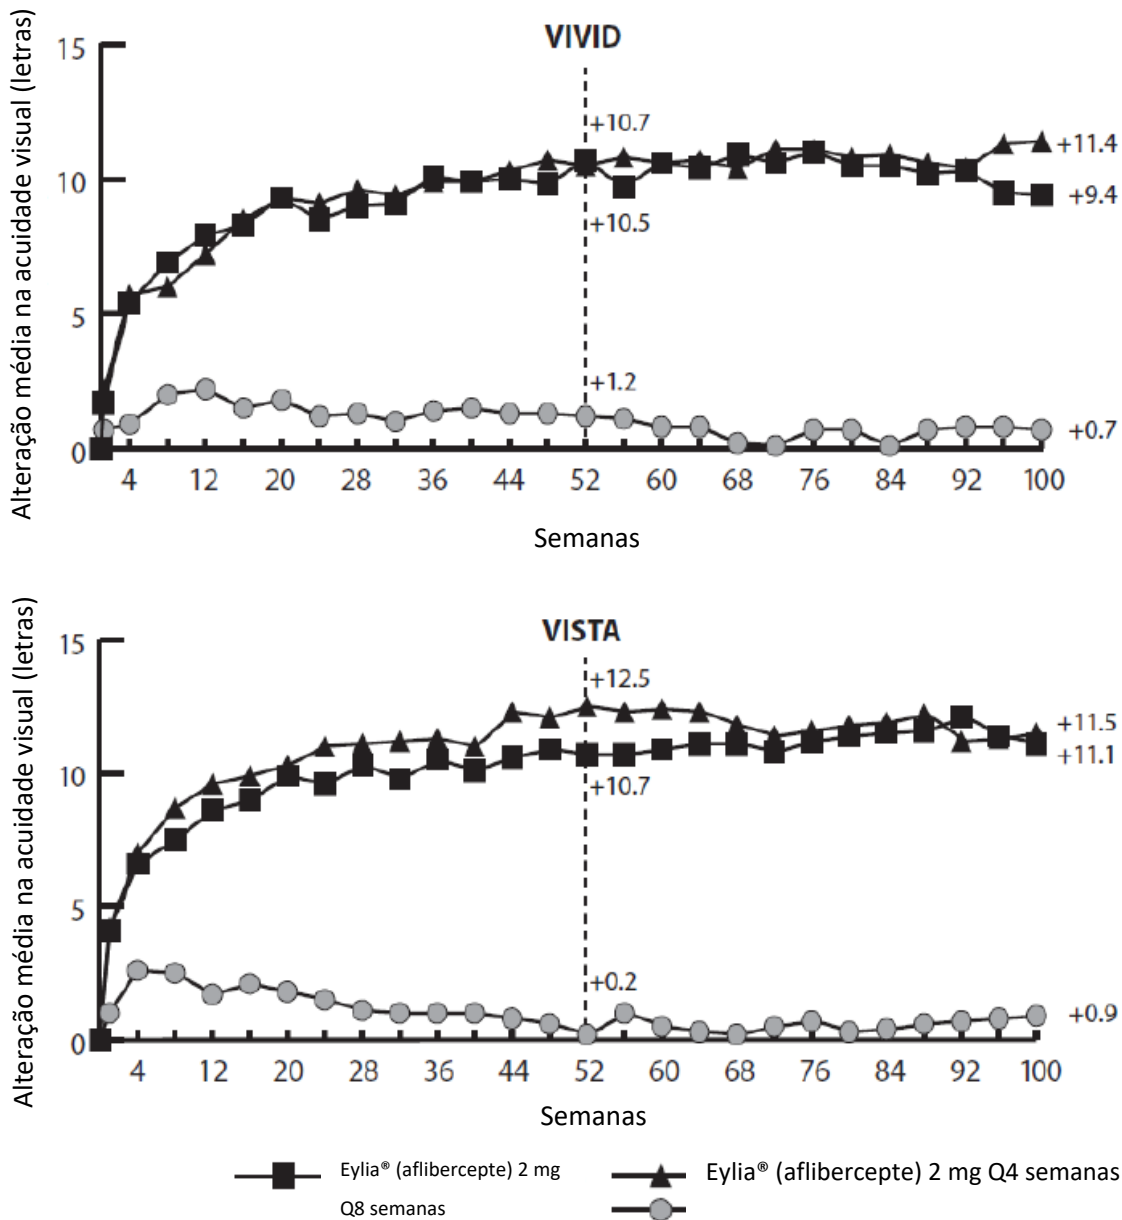 VIVID
Alteração média na acuidade visual (letras)
15
10
5
0
+10.7
+10.5
+1.2
+11.4
+9.4
+0.7
4 12 20 28 36 44 52 60 68 76 84 92 100
Semanas
VISTA
Alteração média na acuidade visual (letras)
15
10
5
0
+12.5
+10.7
+0.2
+11.5
+11.1
+0.9
4 12 20 28 36 44 52 60 68 76 84 92 100
Semanas
Eylia® (aflibercepte) 2 mg
Q8 semanas
Eylia® (aflibercepte) 2 mg Q4 semanas